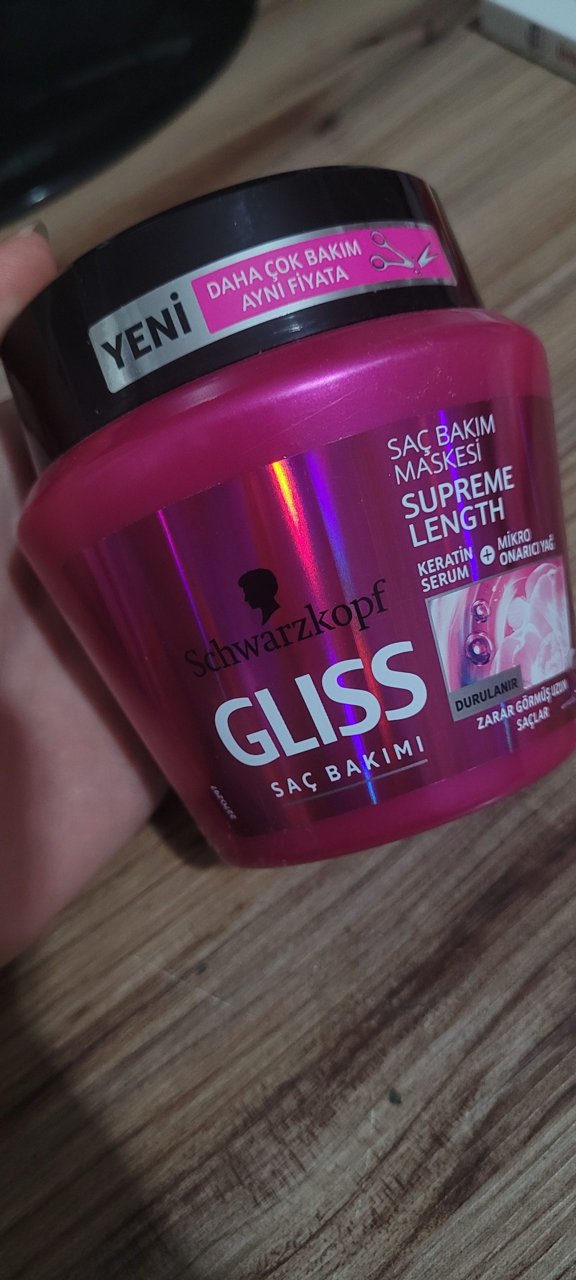 YENİ
DAHA ÇOK BAKIM
AYNI FİYATA
SAÇ BAKIM
MASKESİ
SUPREME
LENGTH
KERATİN
SERUM
+
MİKRO
ONARICI YAĞ
Schwarzkopf
GLISS
SAÇ BAKIMI
DURULANIR
ZARAR GÖRMÜŞ UZUN
SAÇLAR